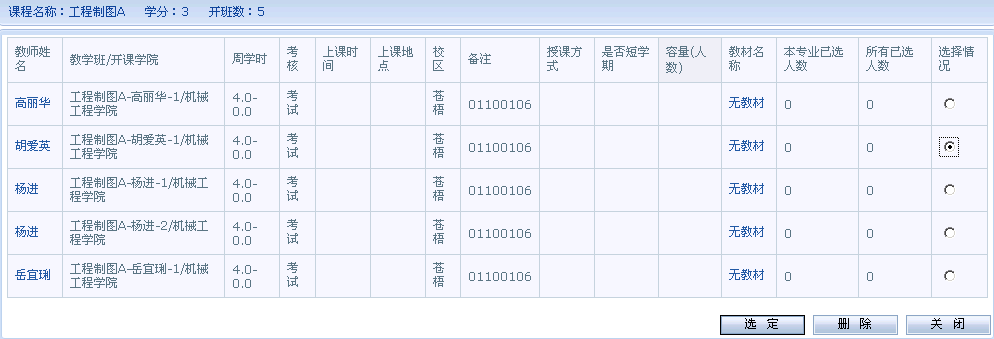 课程名称：工程制图A 学分：3 开班数：5
教师姓名 教学班/开课学院 周学时 考核 上课时间 上课地点 校区 备注 授课方式 是否短学期 容量(人数) 教材名称 本专业已选人数 所有已选人数 选择情况
高丽华 工程制图A-高丽华-1/机械工程学院 4.0-0.0 考试 苍梧 01100106 无教材 0 0
胡爱英 工程制图A-胡爱英-1/机械工程学院 4.0-0.0 考试 苍梧 01100106 无教材 0 0
杨进 工程制图A-杨进-1/机械工程学院 4.0-0.0 考试 苍梧 01100106 无教材 0 0
杨进 工程制图A-杨进-2/机械工程学院 4.0-0.0 考试 苍梧 01100106 无教材 0 0
岳宜琍 工程制图A-岳宜琍-1/机械工程学院 4.0-0.0 考试 苍梧 01100106 无教材 0 0
选 定 删 除 关 闭